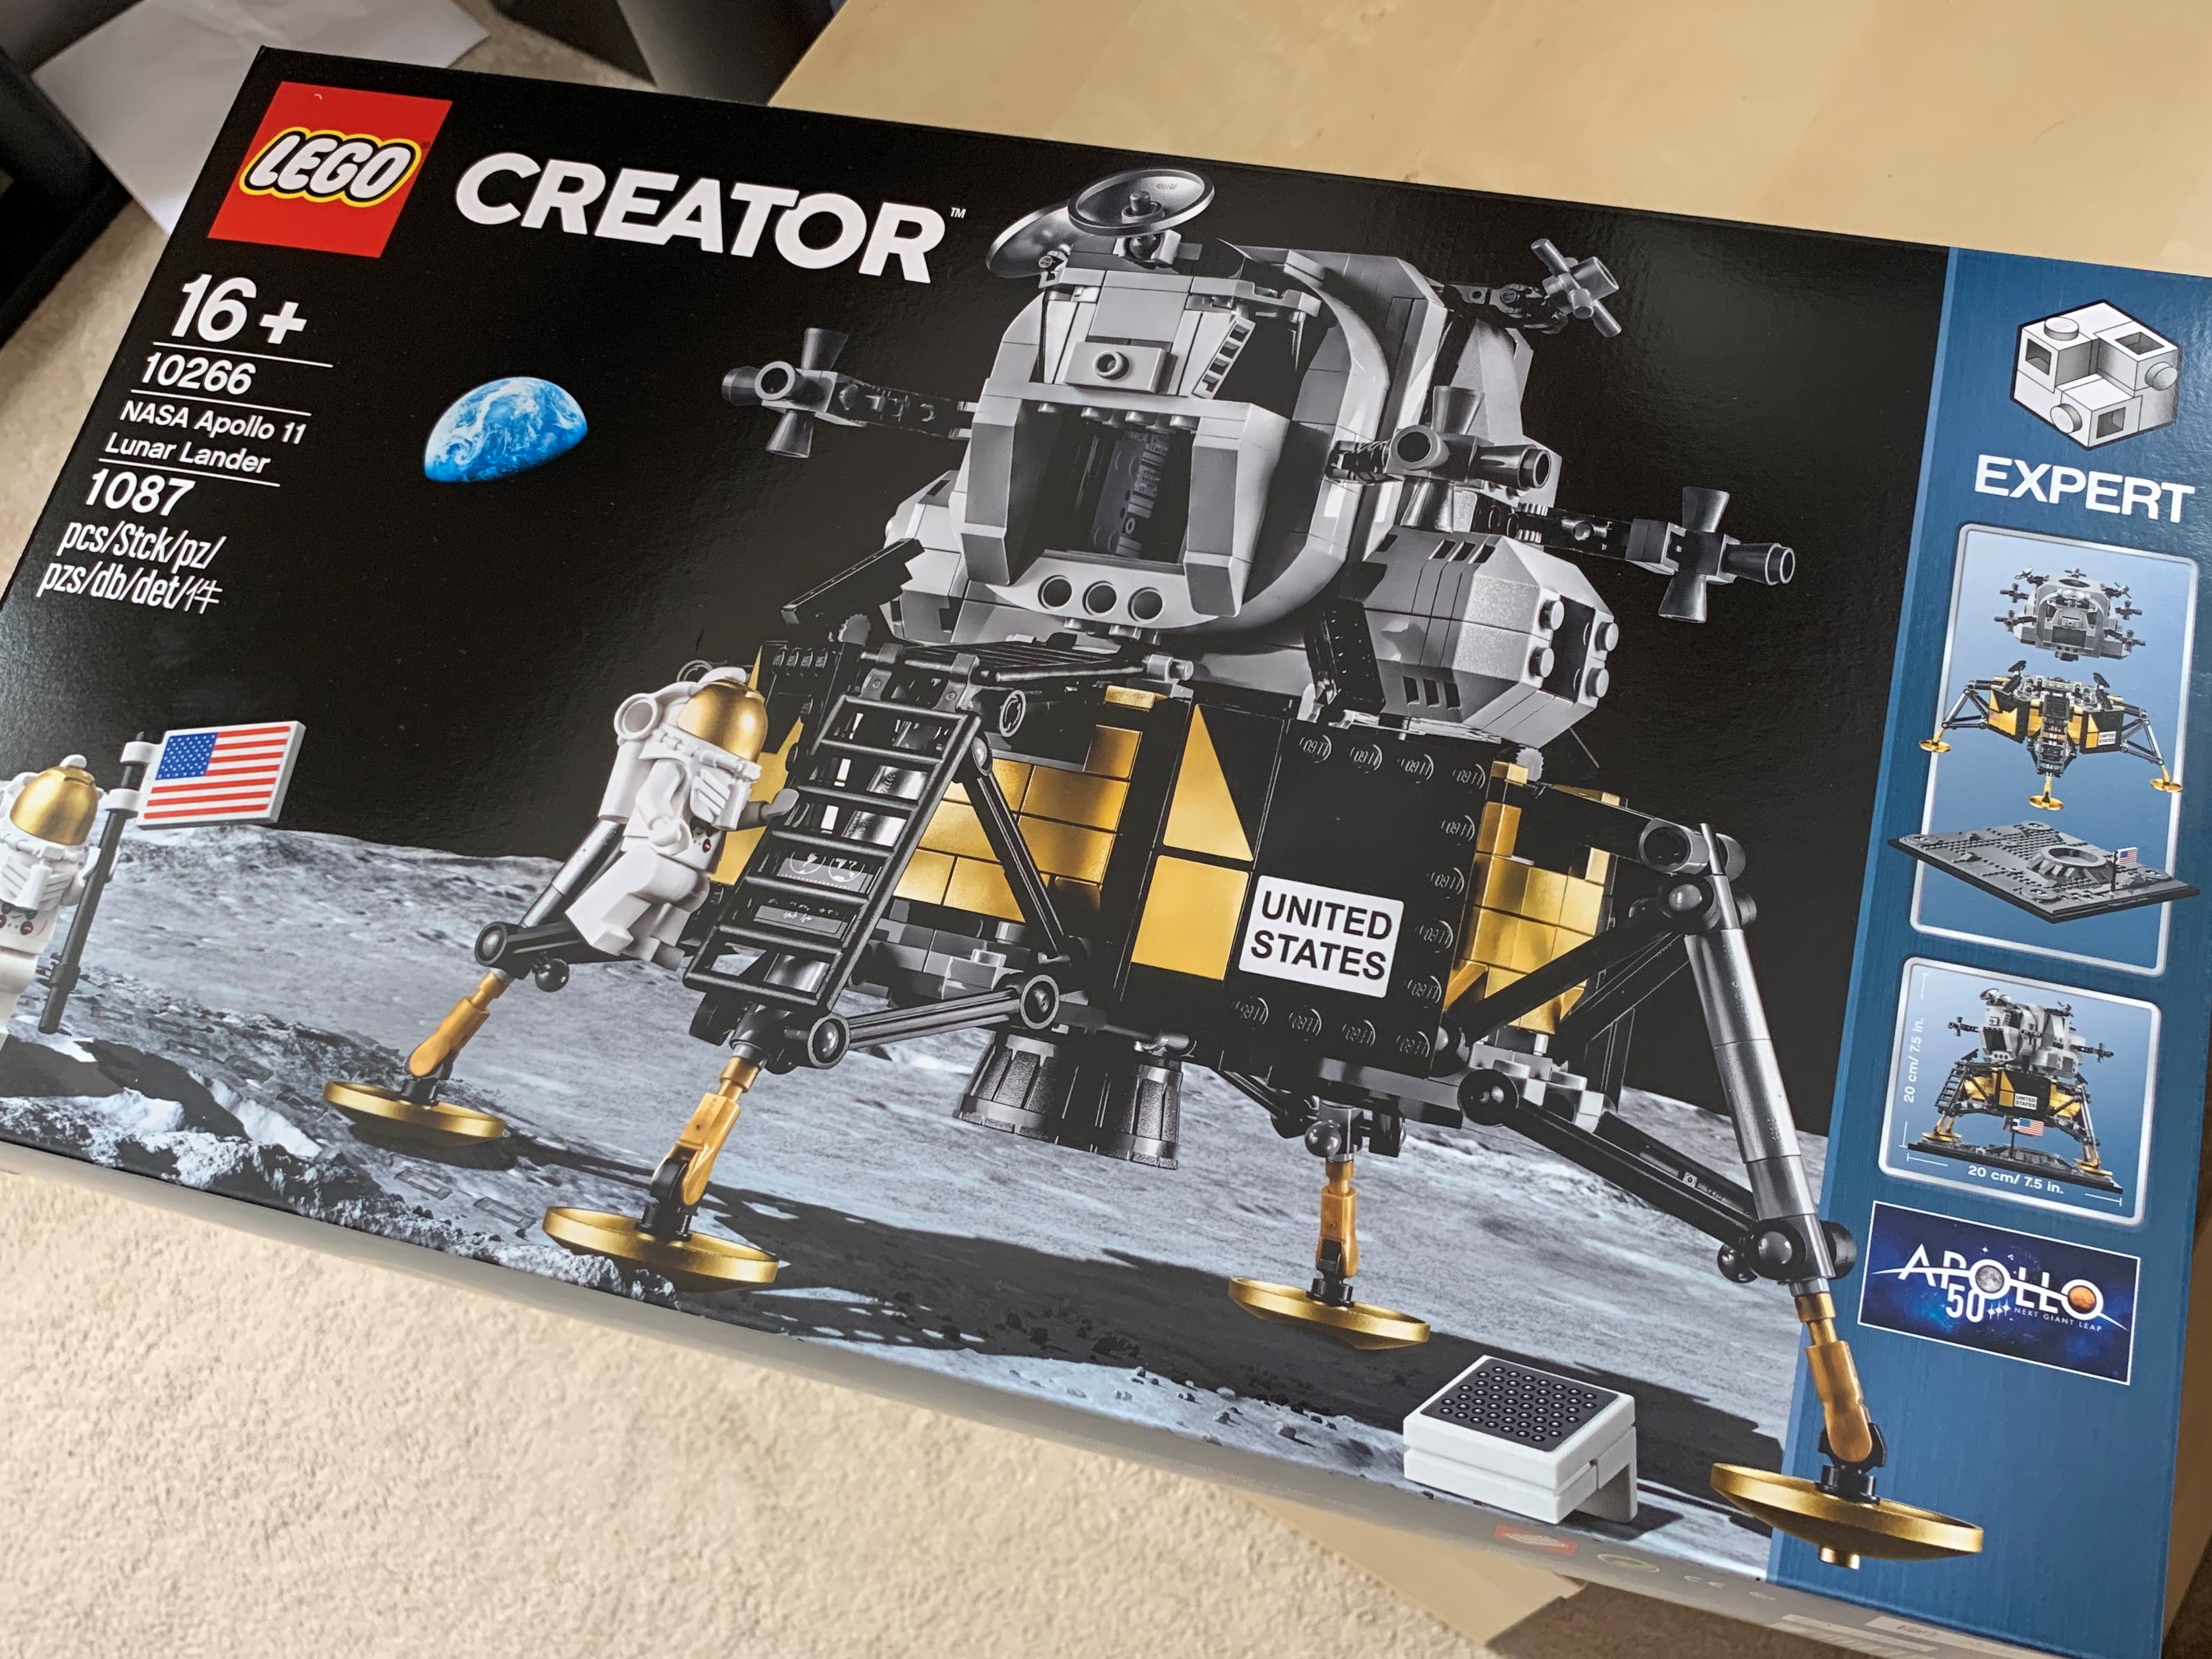 LEGO
CREATOR™
16+
10266
NASA Apollo 11
Lunar Lander
1087
pcs/Stck/pz/
pzs/db/det/件
UNITED
STATES
EXPERT
20 cm/ 7.5 in.
20 cm/ 7.5 in.
APOLLO
50
NEXT GIANT LEAP